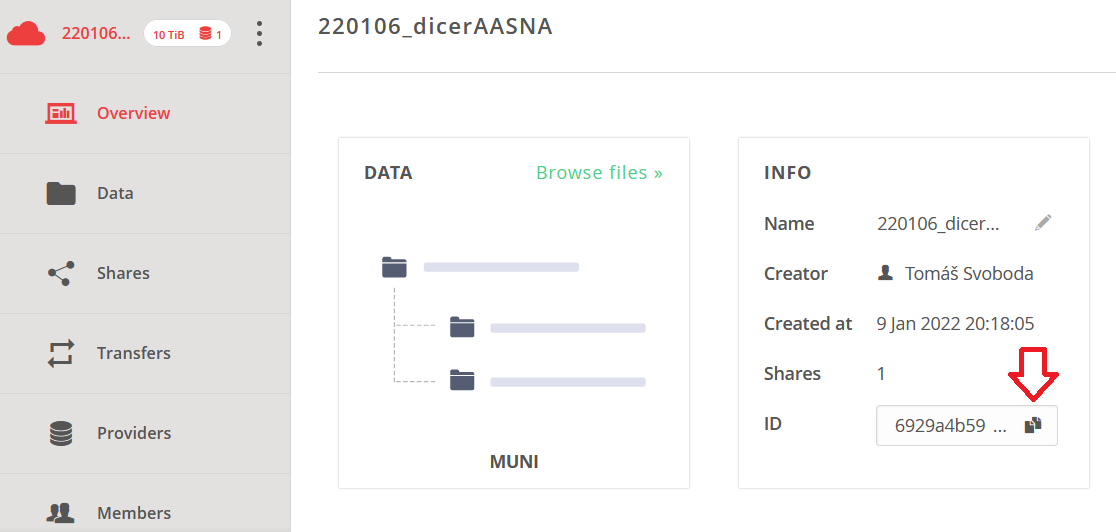 220106... 10 TiB 1
Overview
Data
Shares
Transfers
Providers
Members
220106_dicerAASNA
DATA Browse files »
MUNI
INFO
Name 220106_dicer...
Creator Tomáš Svoboda
Created at 9 Jan 2022 20:18:05
Shares 1
ID 6929a4b59 ...